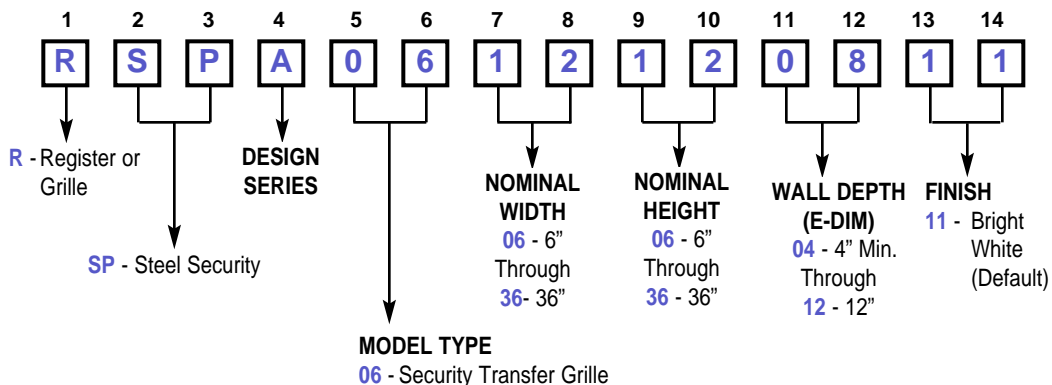 1 2 3 4 5 6 7 8 9 10 11 12 13 14
R S P A 0 6 1 2 1 2 0 8 1 1
R - Register or
Grille
SP - Steel Security
DESIGN
SERIES
MODEL TYPE
06 - Security Transfer Grille
NOMINAL
WIDTH
06 - 6”
Through
36- 36”
NOMINAL
HEIGHT
06 - 6”
Through
36 - 36”
WALL DEPTH
(E-DIM)
04 - 4” Min.
Through
12 - 12”
FINISH
11 - Bright
White
(Default)